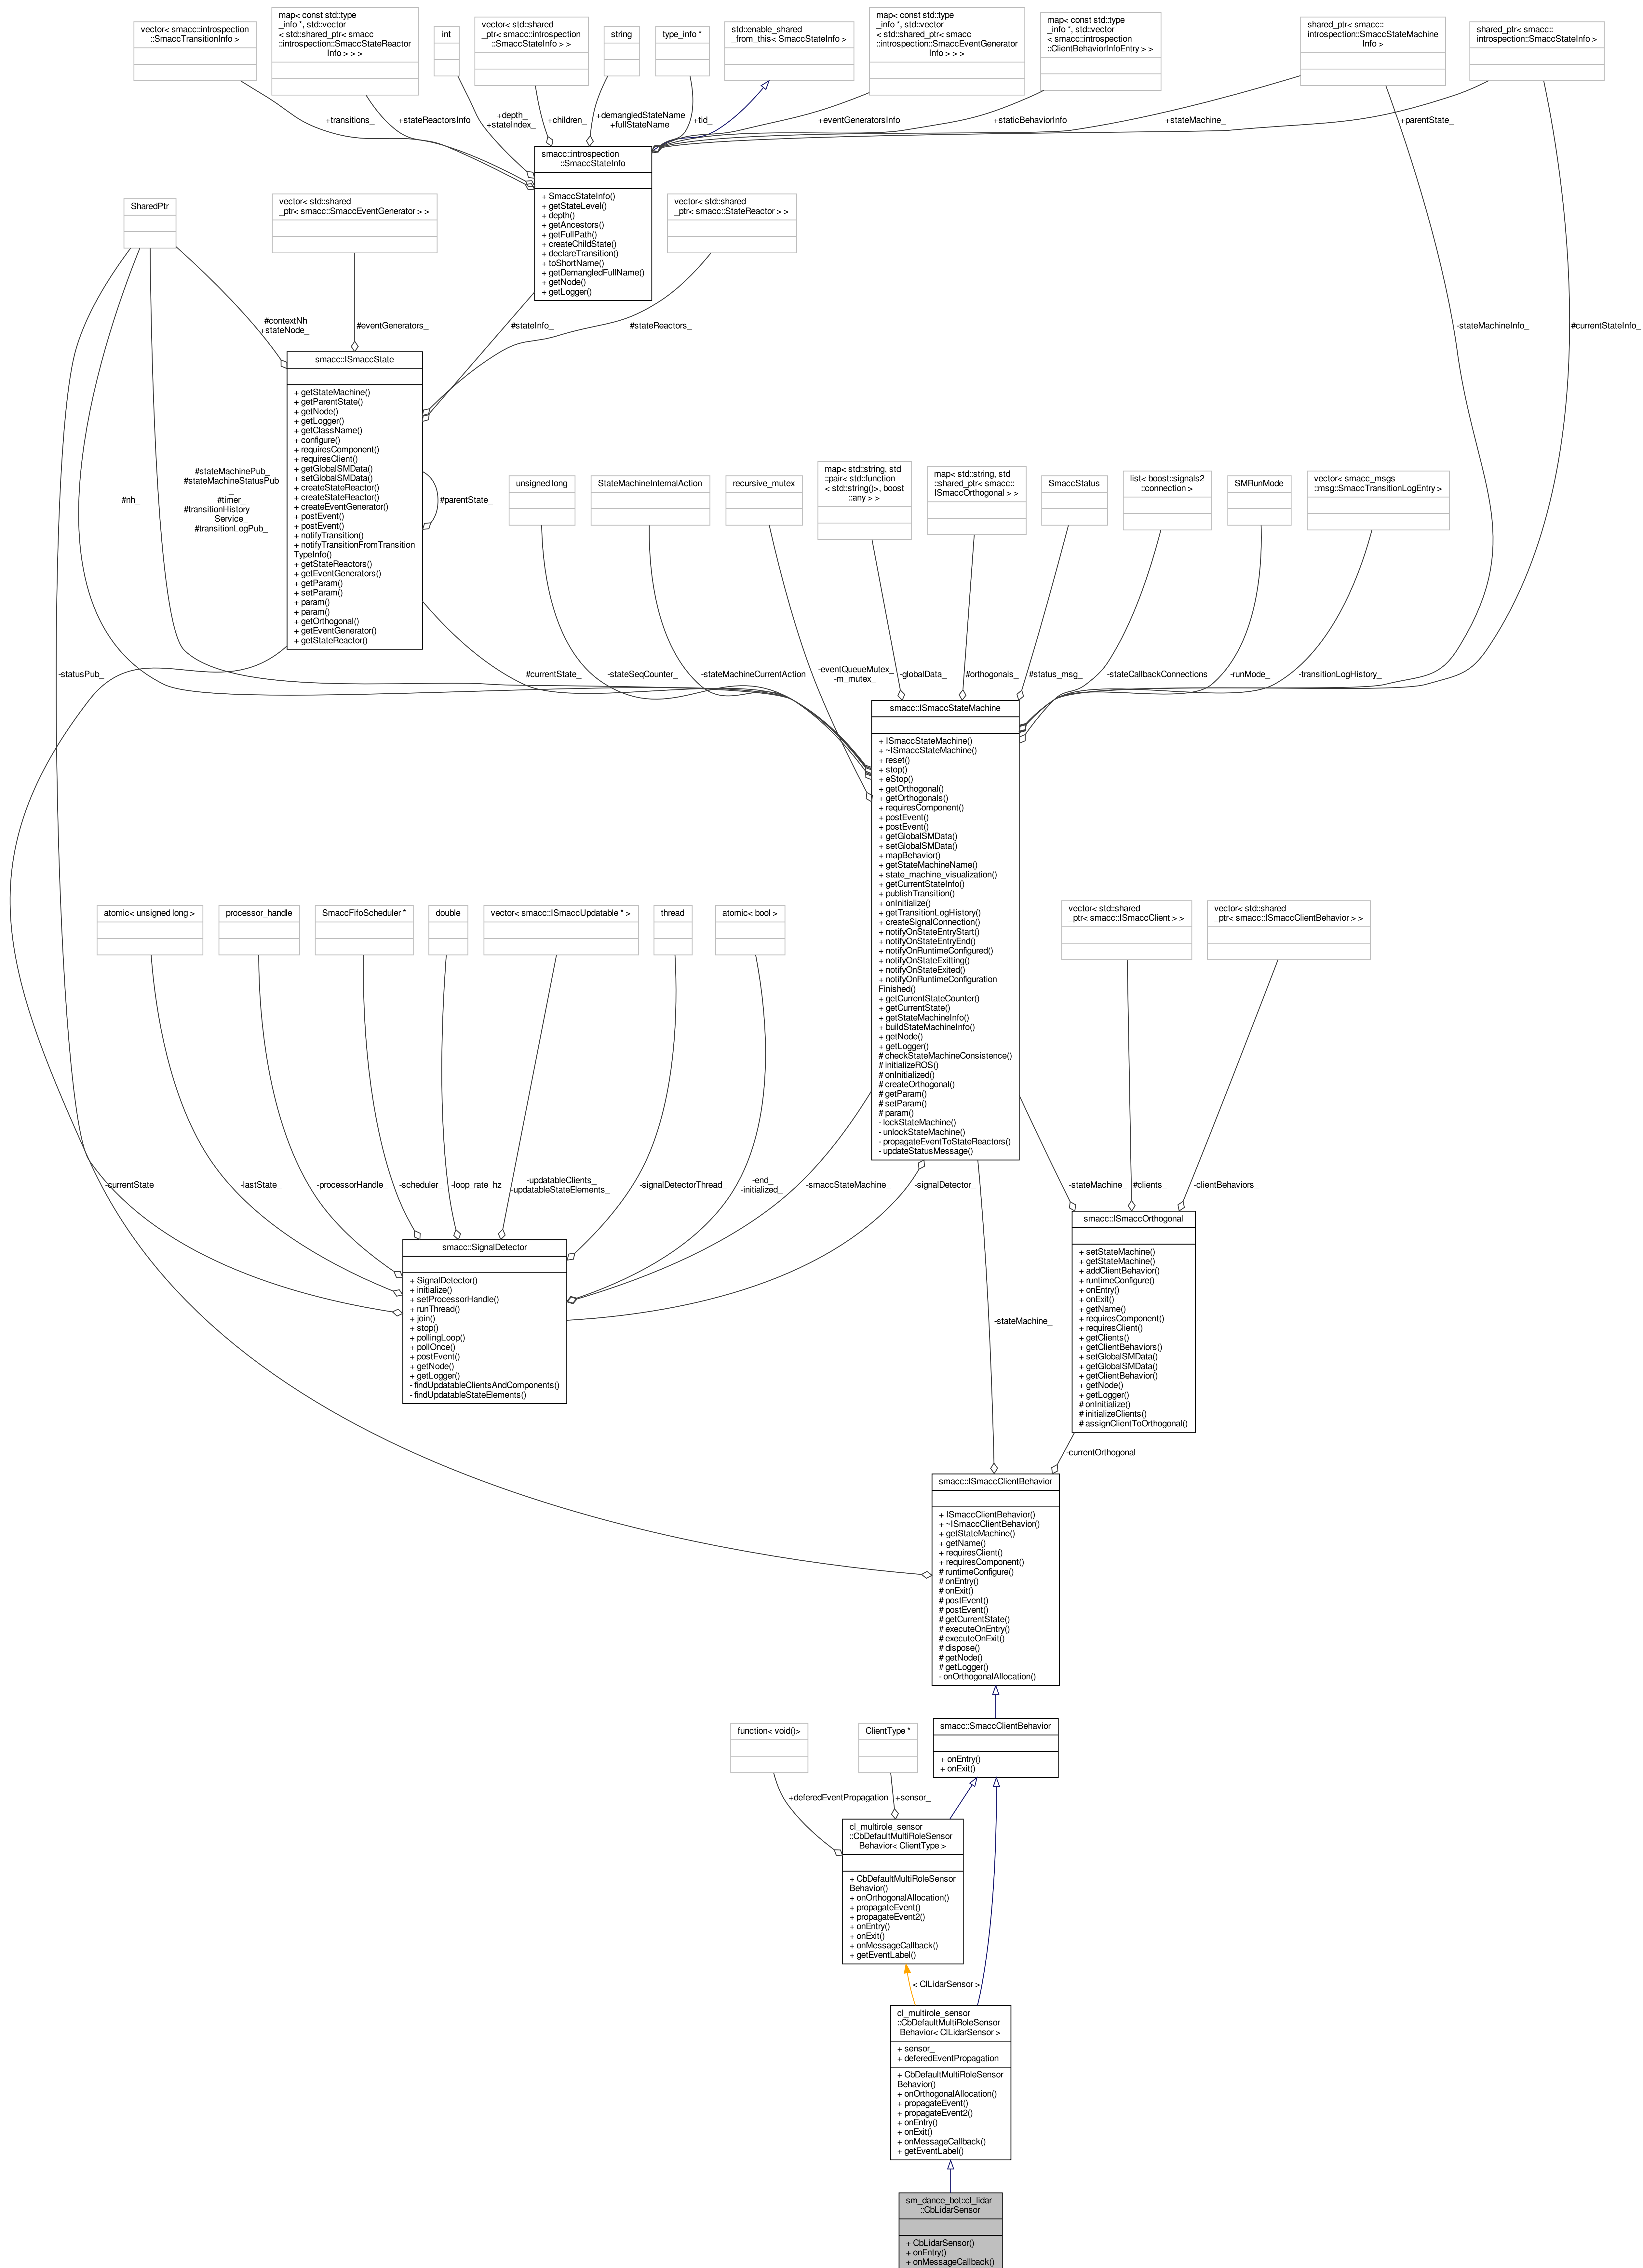 vector< smacc::introspection
::SmaccTransitionInfo >
map< const std::type
_info *, std::vector
< std::shared_ptr< smacc
::introspection::SmaccStateReactor
Info > > >
int
vector< std::shared
_ptr< smacc::introspection
::SmaccStateInfo > >
string
type_info *
std::enable_shared
_from_this< SmaccStateInfo >
map< const std::type
_info *, std::vector
< std::shared_ptr< smacc
::introspection::SmaccEventGenerator
Info > > >
map< const std::type
_info *, std::vector
< smacc::introspection
::ClientBehaviorInfoEntry > >
shared_ptr< smacc::
introspection::SmaccStateMachine
Info >
shared_ptr< smacc::
introspection::SmaccStateInfo >
+transitions_
+stateReactorsInfo
+depth_
+stateIndex_
+children_
+demangledStateName
+fullStateName
+tid_
+eventGeneratorsInfo
+staticBehaviorInfo
+stateMachine_
+parentState_
smacc::introspection
::SmaccStateInfo
+ SmaccStateInfo()
+ getStateLevel()
+ depth()
+ getAncestors()
+ getFullPath()
+ createChildState()
+ declareTransition()
+ toShortName()
+ getDemangledFullName()
+ getNode()
+ getLogger()
SharedPtr
vector< std::shared
_ptr< smacc::SmaccEventGenerator > >
vector< std::shared
_ptr< smacc::StateReactor > >
#contextNh
+stateNode_
#eventGenerators_
#stateInfo_
#stateReactors_
-stateMachineInfo_
#currentStateInfo_
smacc::ISmaccState
+ getStateMachine()
+ getParentState()
+ getNode()
+ getLogger()
+ getClassName()
+ configure()
+ requiresComponent()
+ requiresClient()
+ getGlobalSMData()
+ setGlobalSMData()
+ createStateReactor()
+ createStateReactor()
+ createEventGenerator()
+ postEvent()
+ postEvent()
+ notifyTransition()
+ notifyTransitionFromTransition
TypeInfo()
+ getStateReactors()
+ getEventGenerators()
+ getParam()
+ setParam()
+ param()
+ param()
+ getOrthogonal()
+ getEventGenerator()
+ getStateReactor()
#parentState_
#nh_
#stateMachinePub_
#stateMachineStatusPub
_
#timer_
#transitionHistory
Service_
#transitionLogPub_
unsigned long
StateMachineInternalAction
recursive_mutex
map< std::string, std
::pair< std::function
< std::string()>, boost
::any > >
map< std::string, std
::shared_ptr< smacc::
ISmaccOrthogonal > >
SmaccStatus
list< boost::signals2
::connection >
SMRunMode
vector< smacc_msgs
::msg::SmaccTransitionLogEntry >
-statusPub_
#currentState_
-stateSeqCounter_
-stateMachineCurrentAction
-eventQueueMutex_
-m_mutex_
-globalData_
#orthogonals_
#status_msg_
-stateCallbackConnections
-runMode_
-transitionLogHistory_
smacc::ISmaccStateMachine
+ ISmaccStateMachine()
+ ~ISmaccStateMachine()
+ reset()
+ stop()
+ eStop()
+ getOrthogonal()
+ getOrthogonals()
+ requiresComponent()
+ postEvent()
+ postEvent()
+ getGlobalSMData()
+ setGlobalSMData()
+ mapBehavior()
+ getStateMachineName()
+ state_machine_visualization()
+ getCurrentStateInfo()
+ publishTransition()
+ onInitialize()
+ getTransitionLogHistory()
+ createSignalConnection()
+ notifyOnStateEntryStart()
+ notifyOnStateEntryEnd()
+ notifyOnRuntimeConfigured()
+ notifyOnStateExitting()
+ notifyOnStateExited()
+ notifyOnRuntimeConfiguration
Finished()
+ getCurrentStateCounter()
+ getCurrentState()
+ getStateMachineInfo()
+ buildStateMachineInfo()
+ getNode()
+ getLogger()
# checkStateMachineConsistence()
# initializeROS()
# onInitialized()
# createOrthogonal()
# getParam()
# setParam()
# param()
- lockStateMachine()
- unlockStateMachine()
- propagateEventToStateReactors()
- updateStatusMessage()
atomic< unsigned long >
processor_handle
SmaccFifoScheduler *
double
vector< smacc::ISmaccUpdatable * >
thread
atomic< bool >
vector< std::shared
_ptr< smacc::ISmaccClient > >
vector< std::shared
_ptr< smacc::ISmaccClientBehavior > >
-currentState
-lastState_
-processorHandle_
-scheduler_
-loop_rate_hz
-updatableClients_
-updatableStateElements_
-signalDetectorThread_
-end_
-initialized_
-smaccStateMachine_
-signalDetector_
-stateMachine_
#clients_
-clientBehaviors_
smacc::SignalDetector
+ SignalDetector()
+ initialize()
+ setProcessorHandle()
+ runThread()
+ join()
+ stop()
+ pollingLoop()
+ pollOnce()
+ postEvent()
+ getNode()
+ getLogger()
- findUpdatableClientsAndComponents()
- findUpdatableStateElements()
smacc::ISmaccOrthogonal
+ setStateMachine()
+ getStateMachine()
+ addClientBehavior()
+ runtimeConfigure()
+ onEntry()
+ onExit()
+ getName()
+ requiresComponent()
+ requiresClient()
+ getClients()
+ getClientBehaviors()
+ setGlobalSMData()
+ getGlobalSMData()
+ getClientBehavior()
+ getNode()
+ getLogger()
# onInitialize()
# initializeClients()
# assignClientToOrthogonal()
-stateMachine_
-currentOrthogonal
smacc::ISmaccClientBehavior
+ ISmaccClientBehavior()
+ ~ISmaccClientBehavior()
+ getStateMachine()
+ getName()
+ requiresClient()
+ requiresComponent()
# runtimeConfigure()
# onEntry()
# onExit()
# postEvent()
# postEvent()
# getCurrentState()
# executeOnEntry()
# executeOnExit()
# dispose()
# getNode()
# getLogger()
- onOrthogonalAllocation()
function< void()>
ClientType *
smacc::SmaccClientBehavior
+ onEntry()
+ onExit()
+deferedEventPropagation
+sensor_
cl_multirole_sensor
::CbDefaultMultiRoleSensor
Behavior< ClientType >
+ CbDefaultMultiRoleSensor
Behavior()
+ onOrthogonalAllocation()
+ propagateEvent()
+ propagateEvent2()
+ onEntry()
+ onExit()
+ onMessageCallback()
+ getEventLabel()
< ClLidarSensor >
cl_multirole_sensor
::CbDefaultMultiRoleSensor
Behavior< ClLidarSensor >
+ sensor_
+ deferedEventPropagation
+ CbDefaultMultiRoleSensor
Behavior()
+ onOrthogonalAllocation()
+ propagateEvent()
+ propagateEvent2()
+ onEntry()
+ onExit()
+ onMessageCallback()
+ getEventLabel()
sm_dance_bot::cl_lidar
::CbLidarSensor
+ CbLidarSensor()
+ onEntry()
+ onMessageCallback()